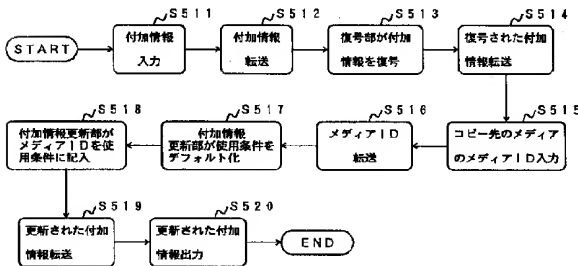 START
S511
付加情報
入力
S512
付加情報
転送
S513
復号部が付加
情報を復号
S514
復号された付加
情報転送
S515
コピー先のメディア
のメディアID入力
S516
メディアID
転送
S517
付加情報
更新部が使用条件を
デフォルト化
S518
付加情報更新部が
メディアIDを使
用条件に記入
S519
更新された付加
情報転送
S520
更新された付加
情報出力
END